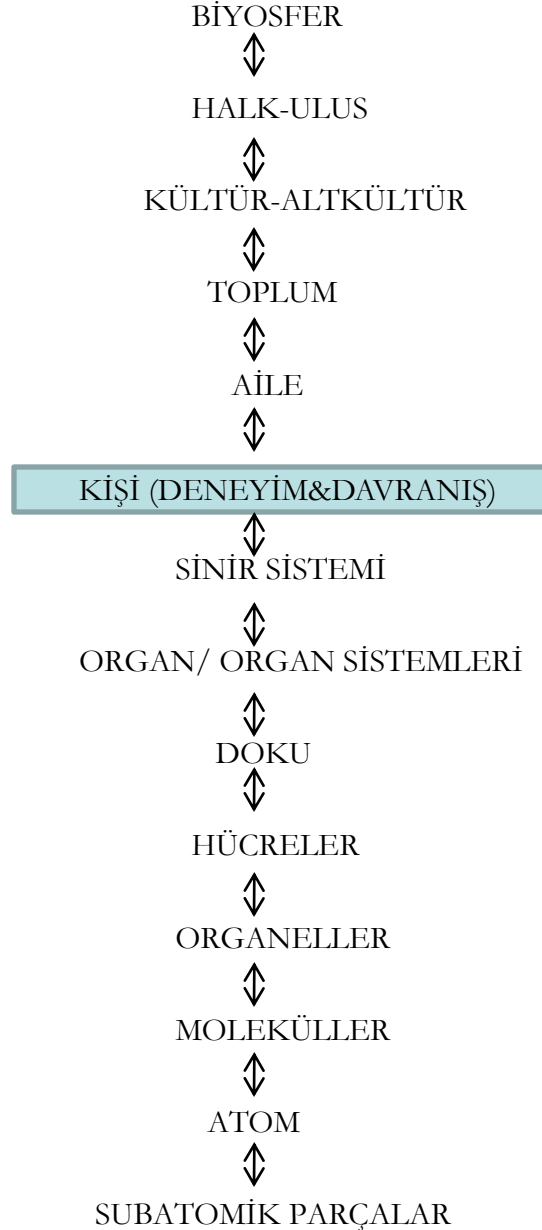 BİYOSFER
HALK-ULUS
KÜLTÜR-ALTKÜLTÜR
TOPLUM
AİLE
KİŞİ (DENEYİM&DAVRANIŞ)
SİNİR SİSTEMİ
ORGAN/ ORGAN SİSTEMLERİ
DOKU
HÜCRELER
ORGANELLER
MOLEKÜLLER
ATOM
SUBATOMİK PARÇALAR